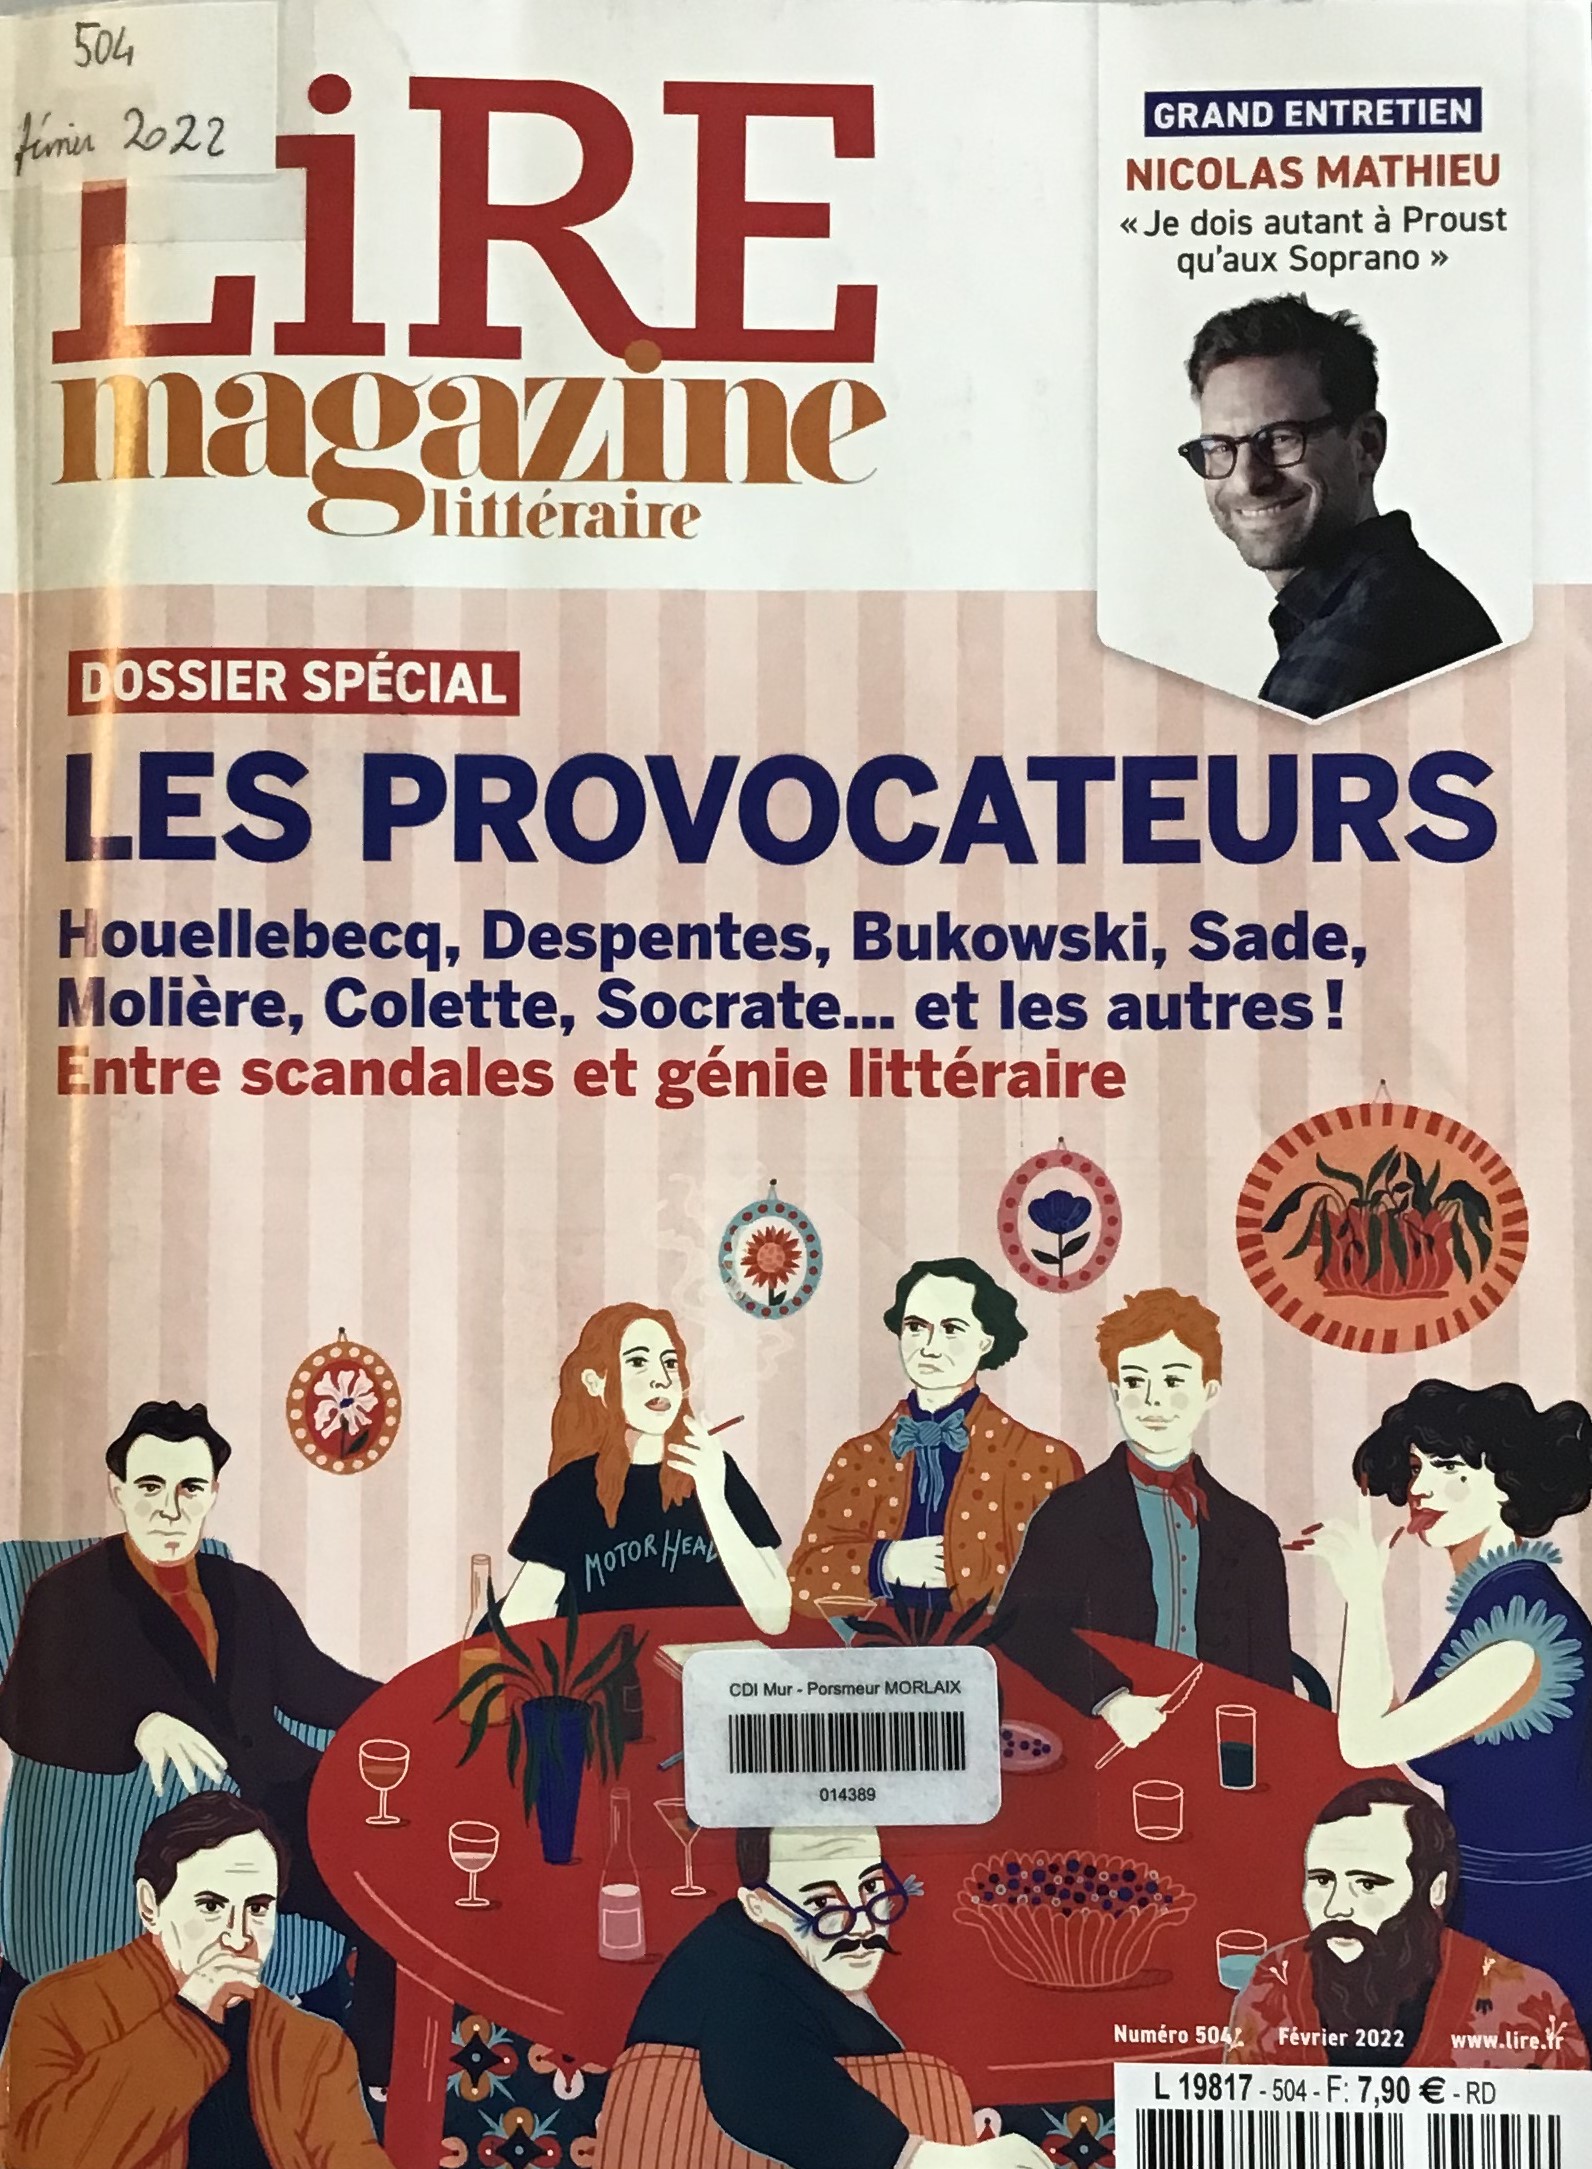 504
février 2022
LiRE
magazine
littéraire
GRAND ENTRETIEN
NICOLAS MATHIEU
« Je dois autant à Proust
qu'aux Soprano »
DOSSIER SPÉCIAL
LES PROVOCATEURS
Houellebecq, Despentes, Bukowski, Sade,
Molière, Colette, Socrate... et les autres !
Entre scandales et génie littéraire
MOTOR HEAD
CDI Mur - Porsmeur MORLAIX
014389
Numéro 504 Février 2022 www.lire.fr
L 19817 - 504 - F: 7,90 € - RD